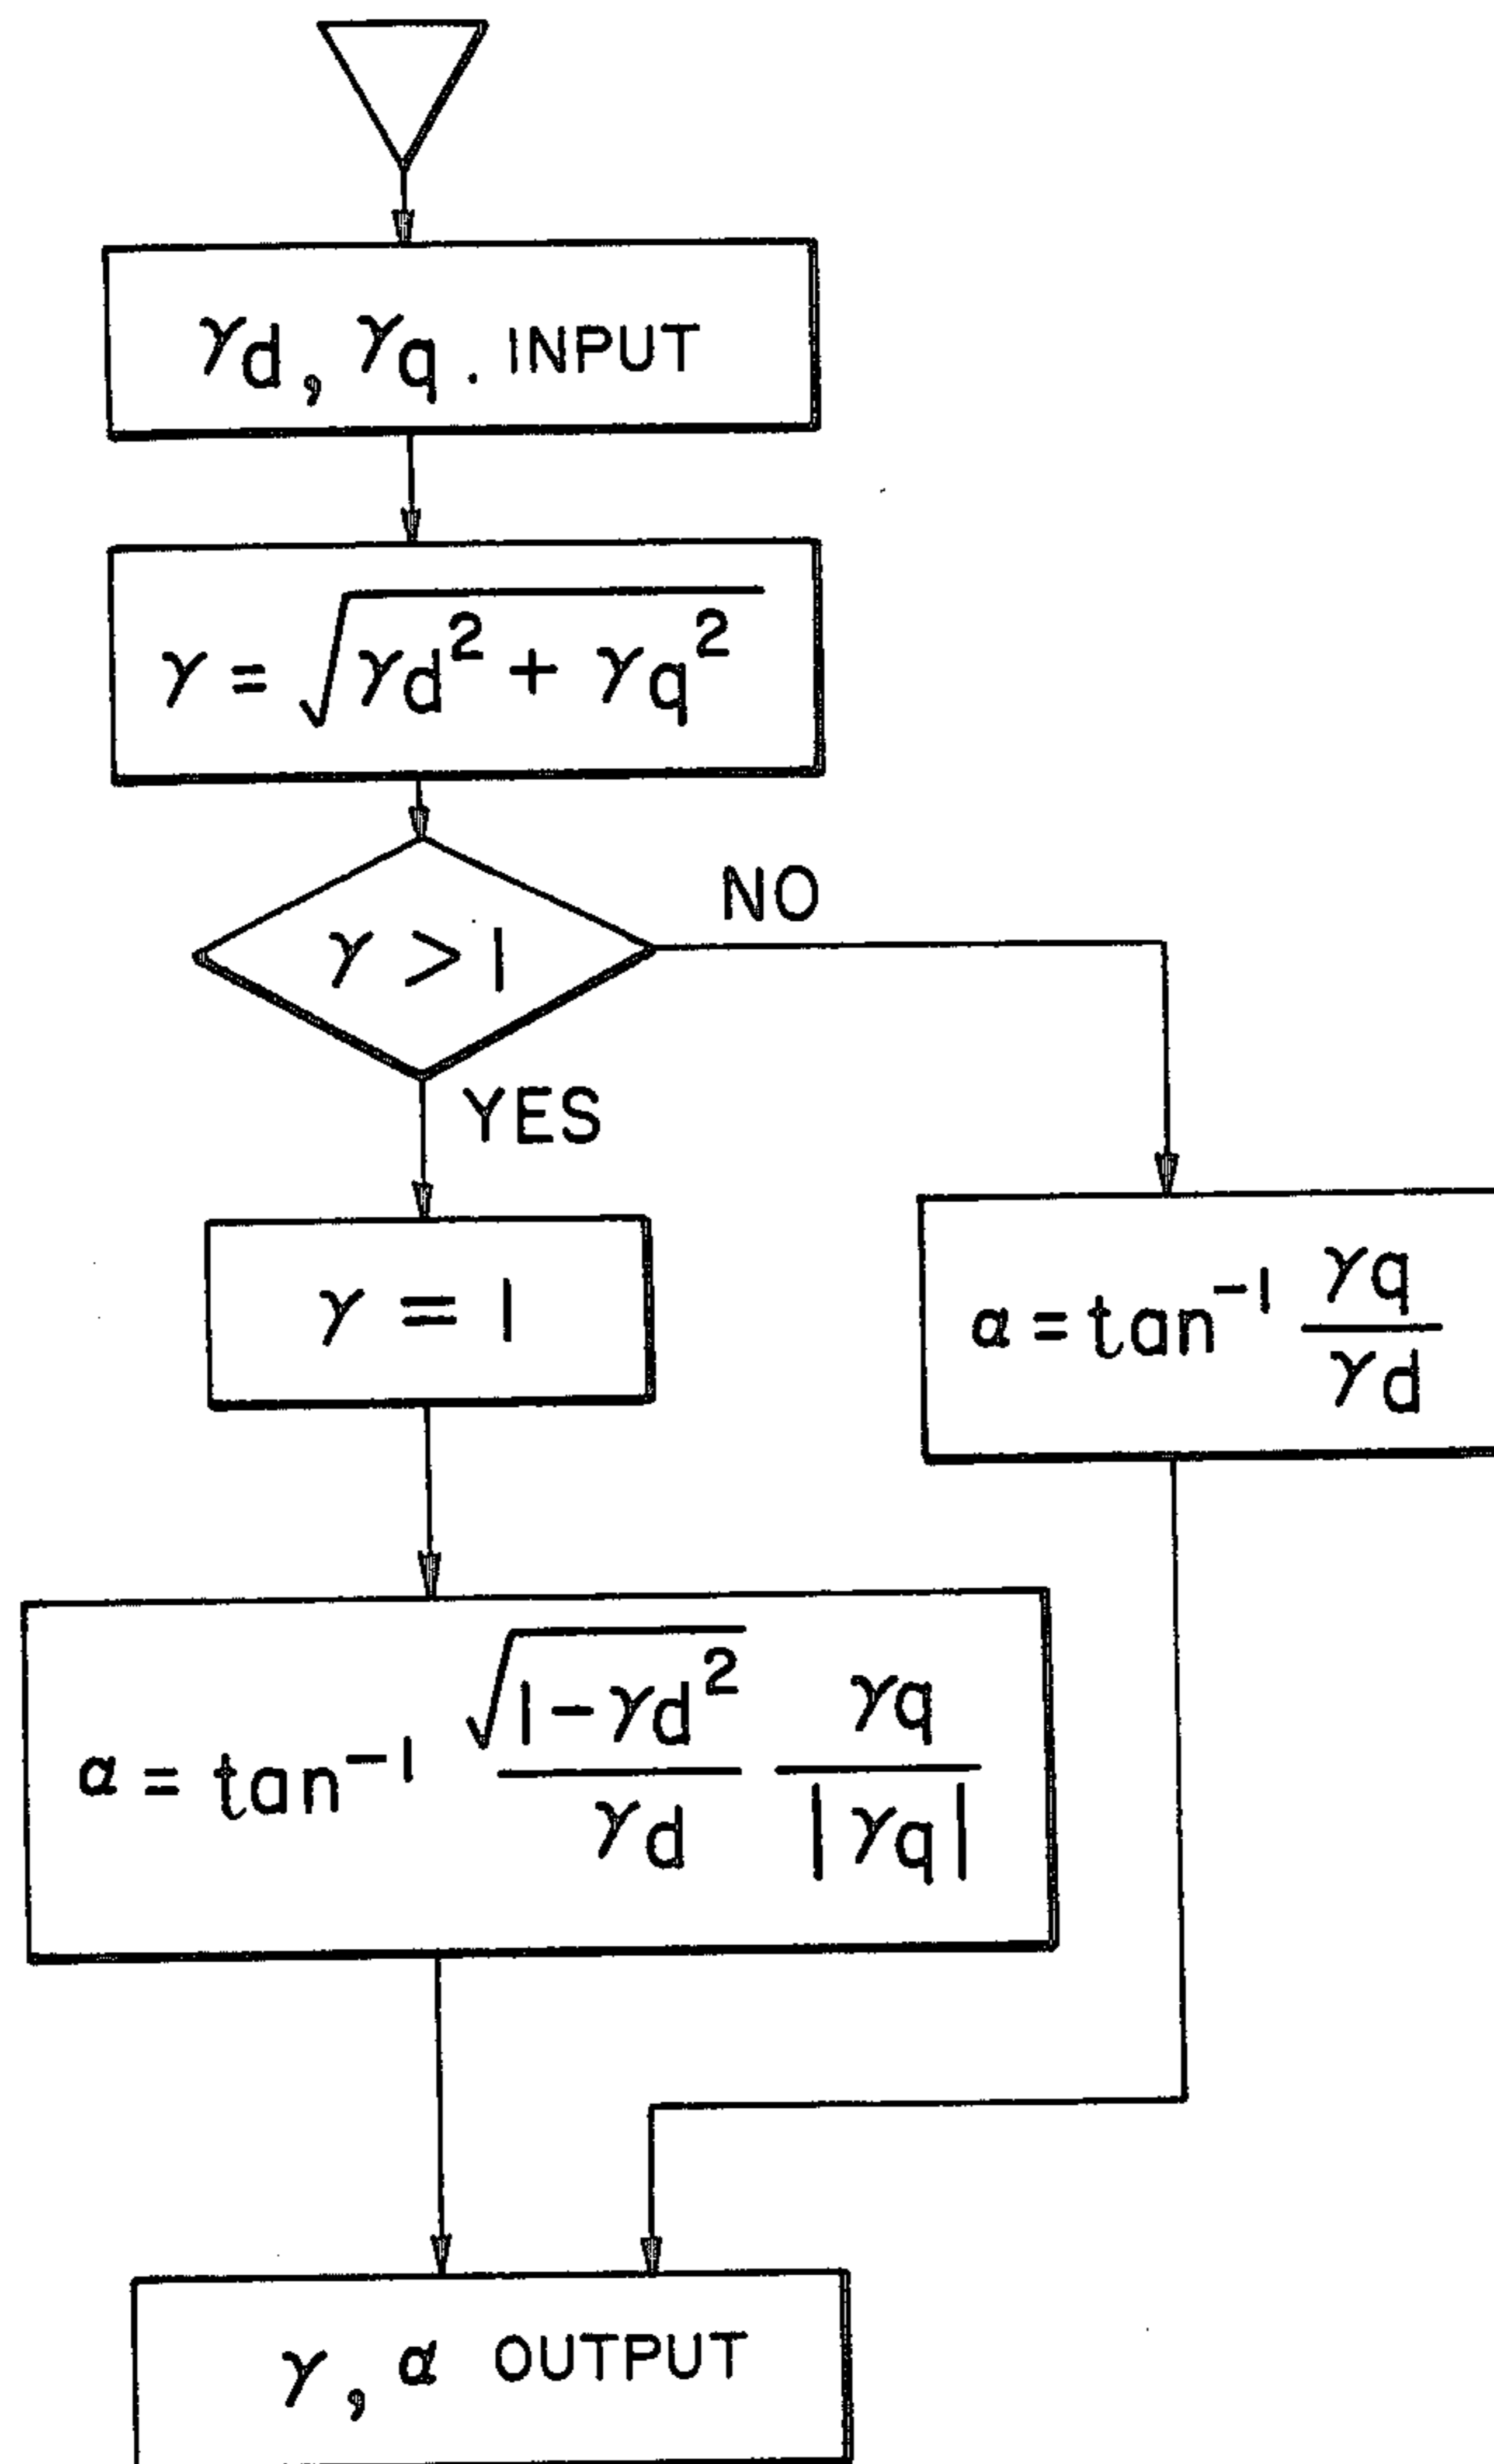 γd, γq. INPUT
γ = √(γd² + γq²)
γ > 1
NO
YES
γ = 1
α = tan⁻¹ γq/γd
α = tan⁻¹ √(1-γd²)/γd γq/|γq|
γ, α OUTPUT